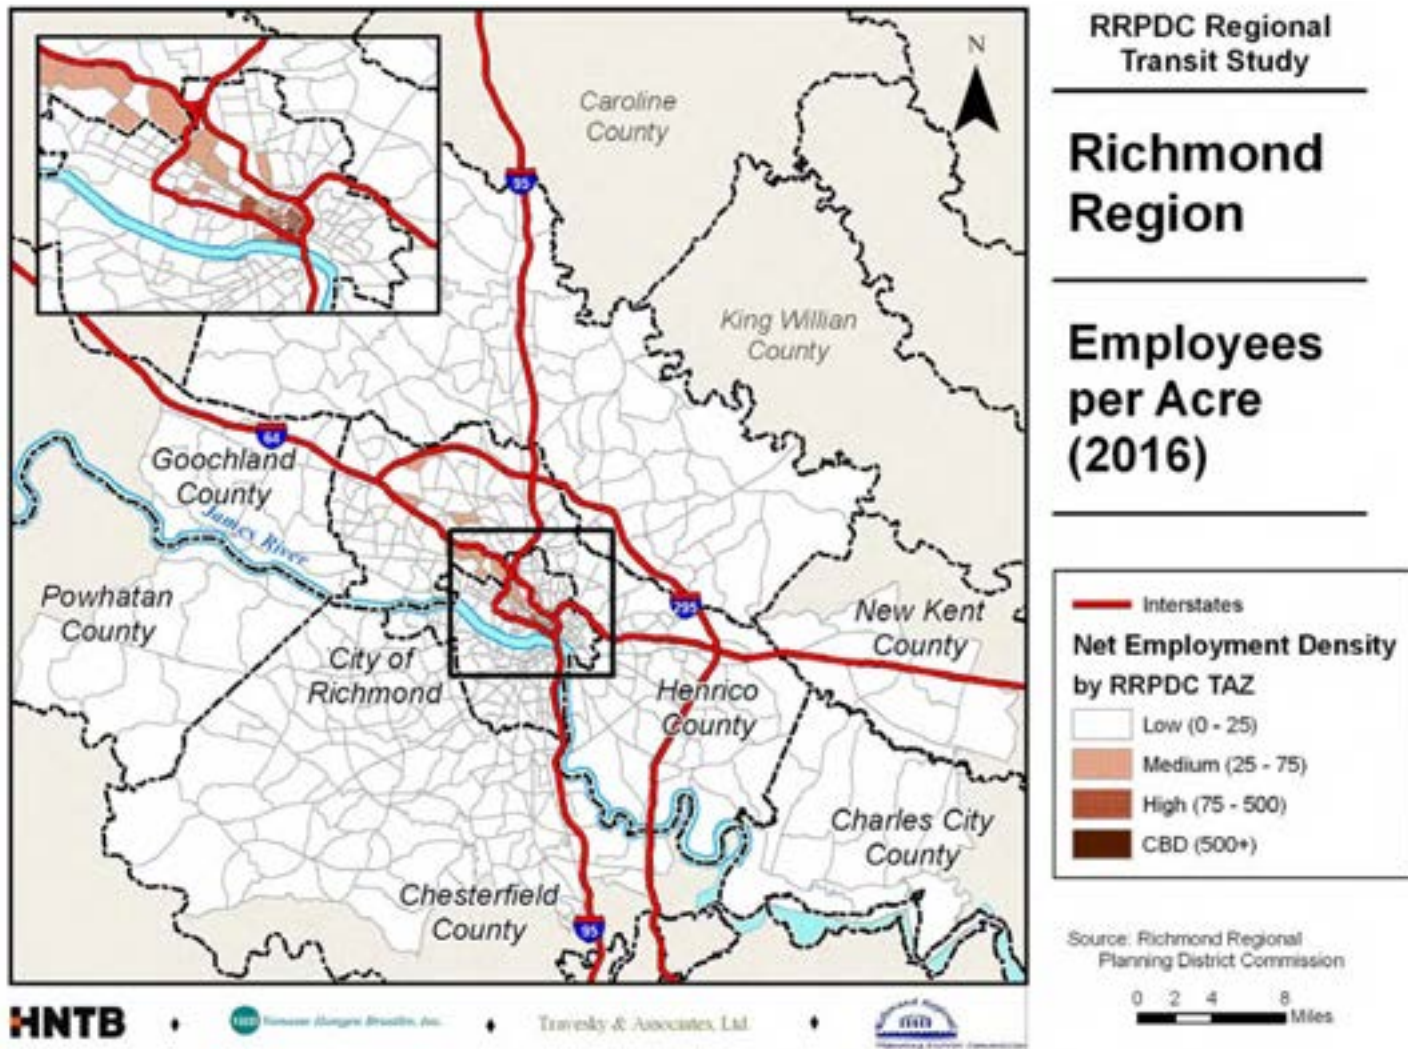 RRPDC Regional
Transit Study
Richmond
Region
Employees
per Acre
(2016)
N
Caroline
County
95
King Willian
County
64
Goochland
County
James River
Powhatan
County
City of
Richmond
295
New Kent
County
Henrico
County
Charles City
County
Chesterfield
County
95
Interstates
Net Employment Density
by RRPDC TAZ
Low (0 - 25)
Medium (25 - 75)
High (75 - 500)
CBD (500+)
Source: Richmond Regional
Planning District Commission
0 2 4 8
Miles
HNTB
Travesky & Associates, Ltd.